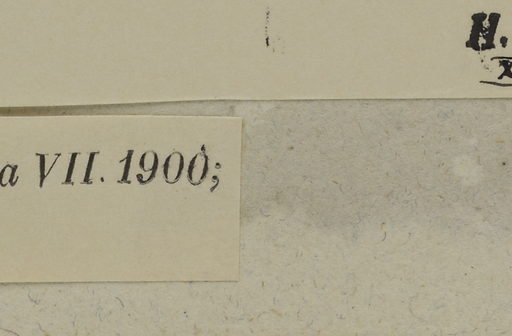 H.
a VII. 1900;